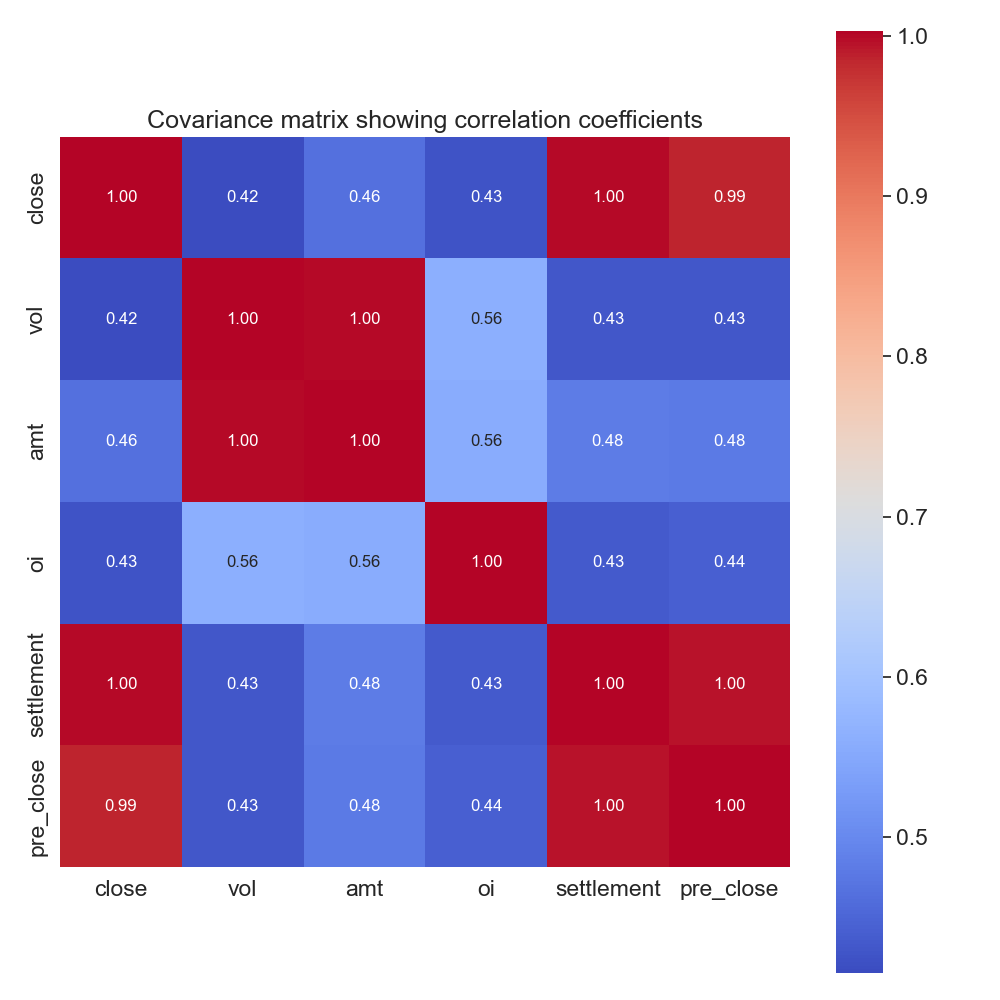 Covariance matrix showing correlation coefficients
close 1.00 0.42 0.46 0.43 1.00 0.99
vol 0.42 1.00 1.00 0.56 0.43 0.43
amt 0.46 1.00 1.00 0.56 0.48 0.48
oi 0.43 0.56 0.56 1.00 0.43 0.44
settlement 1.00 0.43 0.48 0.43 1.00 1.00
pre_close 0.99 0.43 0.48 0.44 1.00 1.00
close vol amt oi settlement pre_close
1.0
0.9
0.8
0.7
0.6
0.5